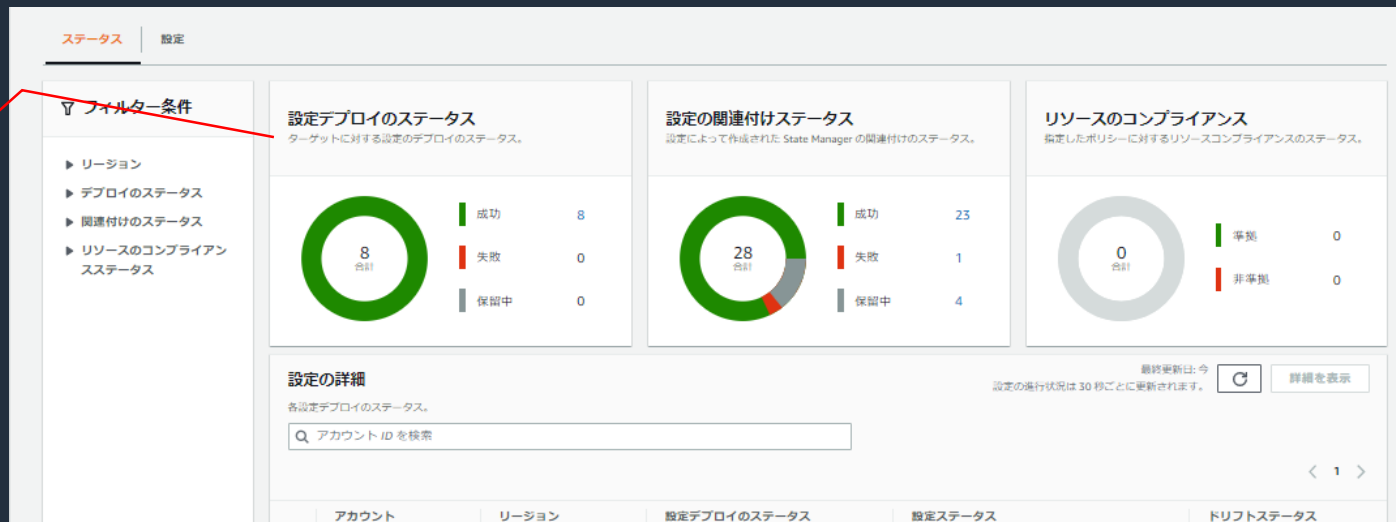 ステータス
設定
フィルター条件
リージョン
デプロイのステータス
関連付けのステータス
リソースのコンプライアン
スステータス
設定デプロイのステータス
ターゲットに対する設定のデプロイのステータス。
8
合計
成功 8
失敗 0
保留中 0
設定の関連付けステータス
設定によって作成された State Manager の関連付けのステータス。
28
合計
成功 23
失敗 1
保留中 4
リソースのコンプライアンス
指定したポリシーに対するリソースコンプライアンスのステータス。
0
合計
準拠 0
非準拠 0
設定の詳細
各設定デプロイのステータス。
最終更新日: 今
設定の進行状況は 30 秒ごとに更新されます。
詳細を表示
アカウント ID を検索
1
アカウント
リージョン
設定デプロイのステータス
設定ステータス
ドリフトステータス